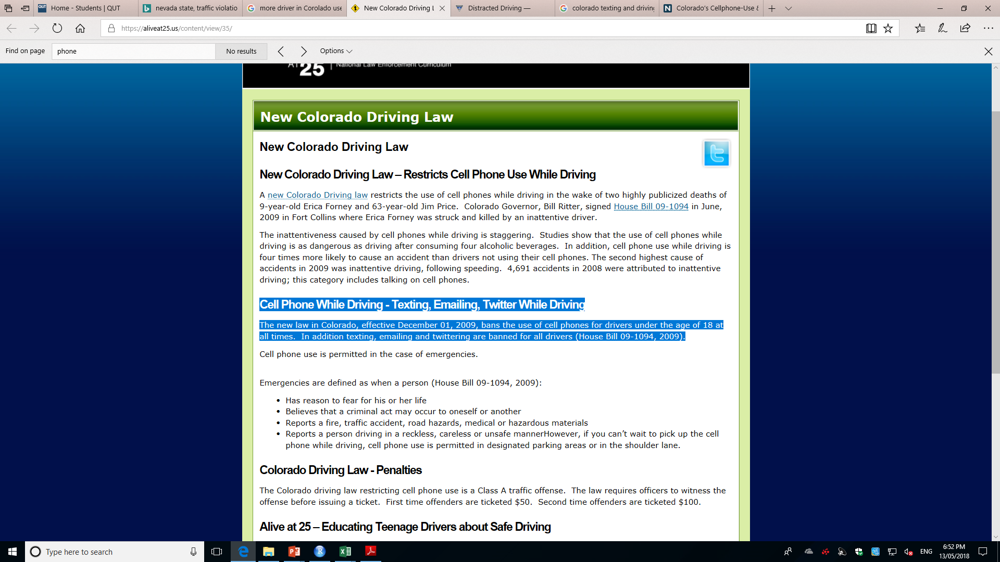 Home - Students | QUT
nevada state, traffic violatio
more driver in Corolado use
New Colorado Driving L
Distracted Driving —
colorado texting and driving
Colorado's Cellphone-Use &
https://aliveat25.us/content/view/35/
Find on page
phone
No results
Options
AT 25 | National Law Enforcement Curriculum
New Colorado Driving Law
New Colorado Driving Law
New Colorado Driving Law – Restricts Cell Phone Use While Driving
A new Colorado Driving law restricts the use of cell phones while driving in the wake of two highly publicized deaths of
9-year-old Erica Forney and 63-year-old Jim Price. Colorado Governor, Bill Ritter, signed House Bill 09-1094 in June,
2009 in Fort Collins where Erica Forney was struck and killed by an inattentive driver.
The inattentiveness caused by cell phones while driving is staggering. Studies show that the use of cell phones while
driving is as dangerous as driving after consuming four alcoholic beverages. In addition, cell phone use while driving is
four times more likely to cause an accident than drivers not using their cell phones. The second highest cause of
accidents in 2009 was inattentive driving, following speeding. 4,691 accidents in 2008 were attributed to inattentive
driving; this category includes talking on cell phones.
Cell Phone While Driving - Texting, Emailing, Twitter While Driving
The new law in Colorado, effective December 01, 2009, bans the use of cell phones for drivers under the age of 18 at
all times. In addition texting, emailing and twittering are banned for all drivers (House Bill 09-1094, 2009).
Cell phone use is permitted in the case of emergencies.
Emergencies are defined as when a person (House Bill 09-1094, 2009):
• Has reason to fear for his or her life
• Believes that a criminal act may occur to oneself or another
• Reports a fire, traffic accident, road hazards, medical or hazardous materials
• Reports a person driving in a reckless, careless or unsafe mannerHowever, if you can't wait to pick up the cell
phone while driving, cell phone use is permitted in designated parking areas or in the shoulder lane.
Colorado Driving Law - Penalties
The Colorado driving law restricting cell phone use is a Class A traffic offense. The law requires officers to witness the
offense before issuing a ticket. First time offenders are ticketed $50. Second time offenders are ticketed $100.
Alive at 25 – Educating Teenage Drivers about Safe Driving
Type here to search
ENG
6:52 PM
13/05/2018